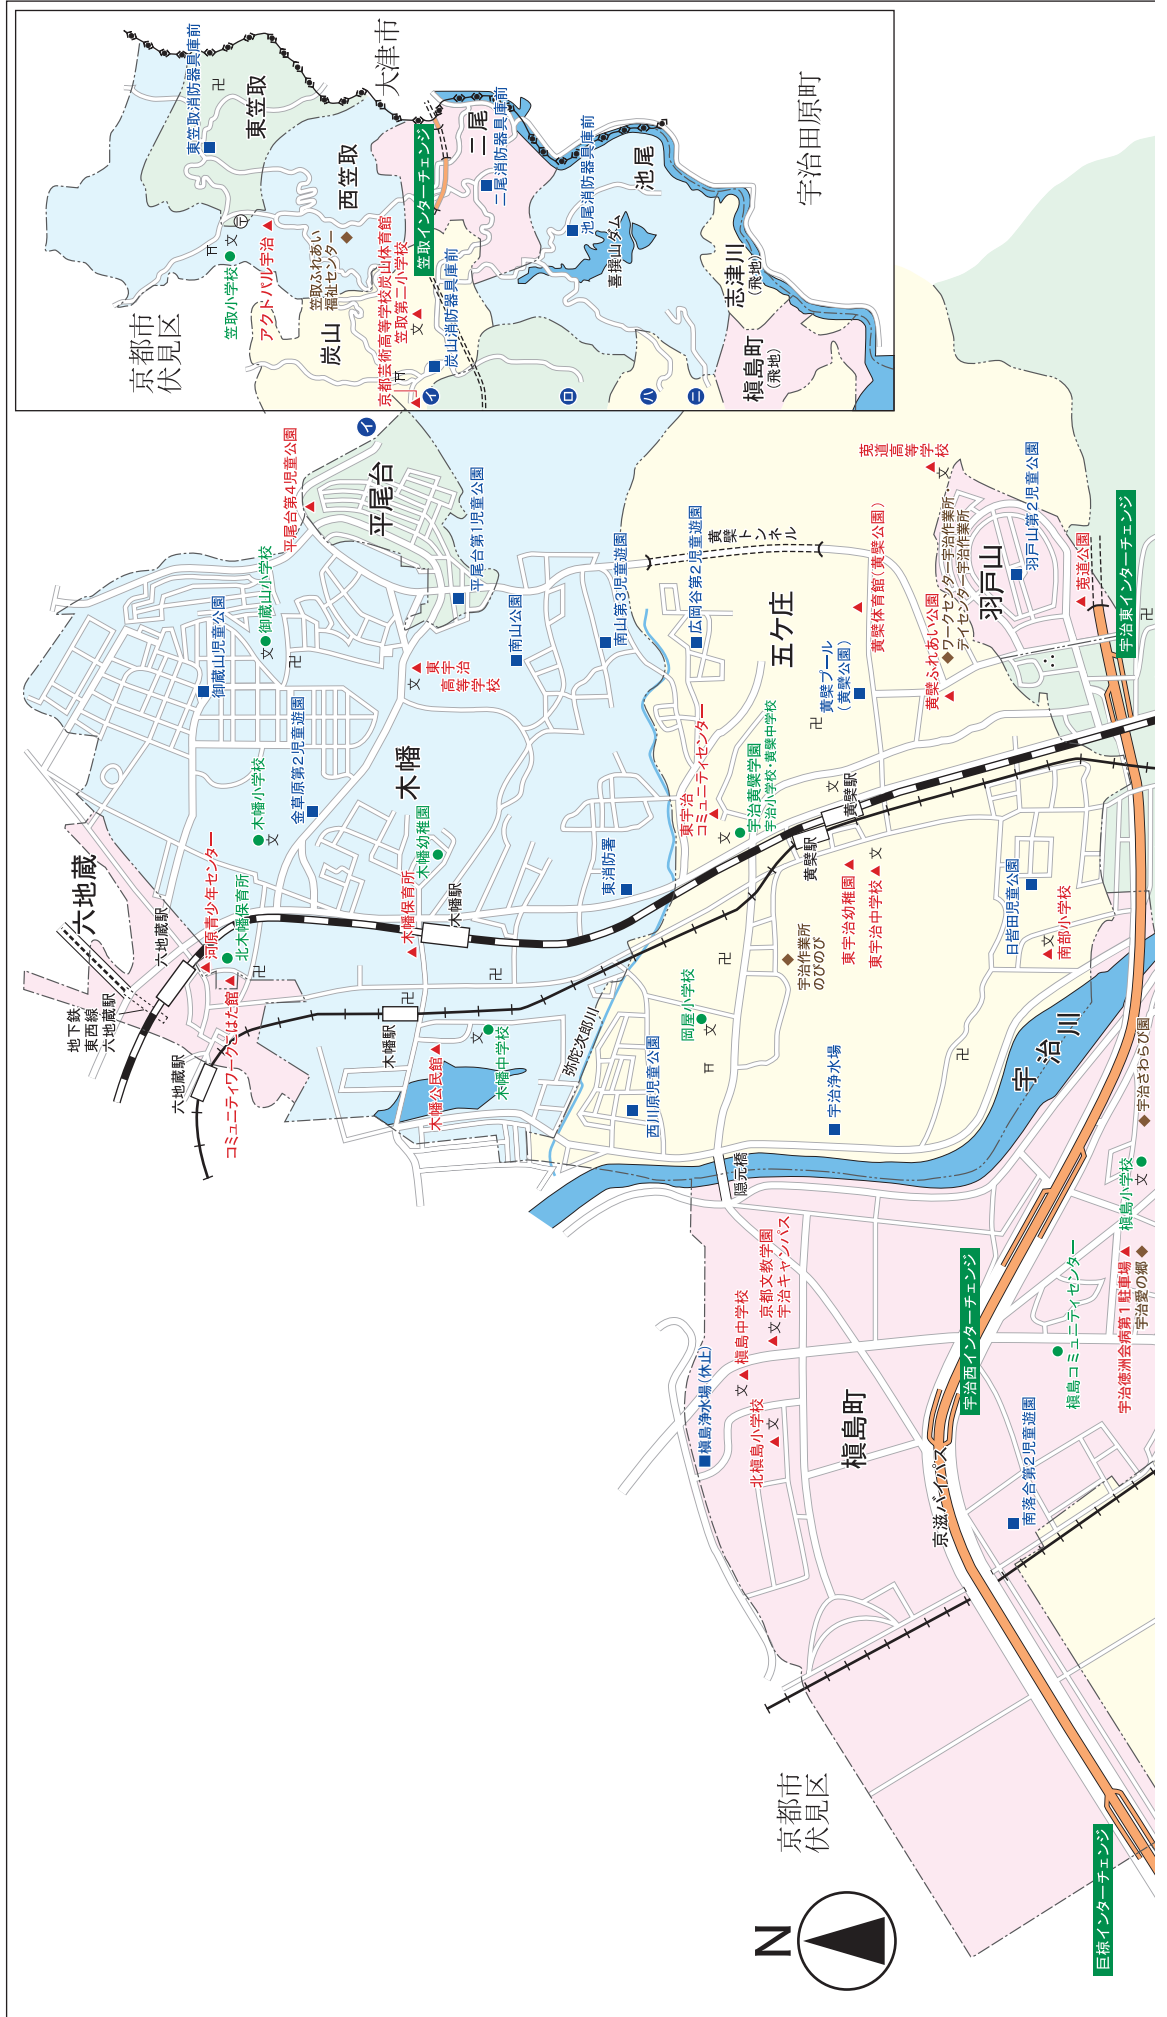 東笠取消防器具庫前
大津市
東笠取
西笠取
二尾
二尾消防器具庫前
池尾消防器具庫前
池尾
宇治田原町
笠取インターチェンジ
笠取小学校
文
アクトパル宇治
笠取ふれあい
福祉センター
京都市
伏見区
炭山
京都芸術高等学校炭山体育館
笠取第二小学校
文
炭山消防器具庫前
喜撰山ダム
志津川
(飛地)
槇島町
(飛地)
イ
ロ
ハ
ニ
イ
平尾台第4児童公園
平尾台
平尾台第1児童公園
御蔵山小学校
文
御蔵山児童公園
南山公園
南山第3児童遊園
東宇治
高等学校
文
金草原第2児童遊園
木幡
木幡小学校
文
木幡幼稚園
六地蔵
六地蔵駅
河原青少年センター
北木幡保育所
木幡保育所
木幡駅
東消防署
地下鉄
東西線
六地蔵駅
六地蔵駅
コミュニティワークこはた館
木幡駅
木幡公民館
文
木幡中学校
弥陀次郎川
広岡谷第2児童遊園
黄檗トンネル
五ケ庄
黄檗体育館(黄檗公園)
黄檗プール
(黄檗公園)
莵道高等学校
文
羽戸山
羽戸山第2児童公園
ワークセンター宇治作業所・
デイセンター宇治作業所
黄檗ふれあい公園
莵道公園
宇治東インターチェンジ
東宇治
コミュニティセンター
宇治黄檗学園
宇治小学校・黄檗中学校
文
文
黄檗駅
黄檗駅
東宇治幼稚園
東宇治中学校
文
宇治作業所
のびのび
日皆田児童公園
南部小学校
文
岡屋小学校
文
西川原児童公園
宇治浄水場
隠元橋
宇治川
宇治さわらび園
槇島小学校
文
京都文教学園
宇治キャンパス
文
槇島中学校
文
北槇島小学校
文
槇島浄水場(休止)
槇島町
宇治西インターチェンジ
槇島コミュニティセンター
宇治徳洲会病第1駐車場
宇治愛の郷
南落合第2児童遊園
京滋バイパス
京都市
伏見区
N
巨椋インターチェンジ